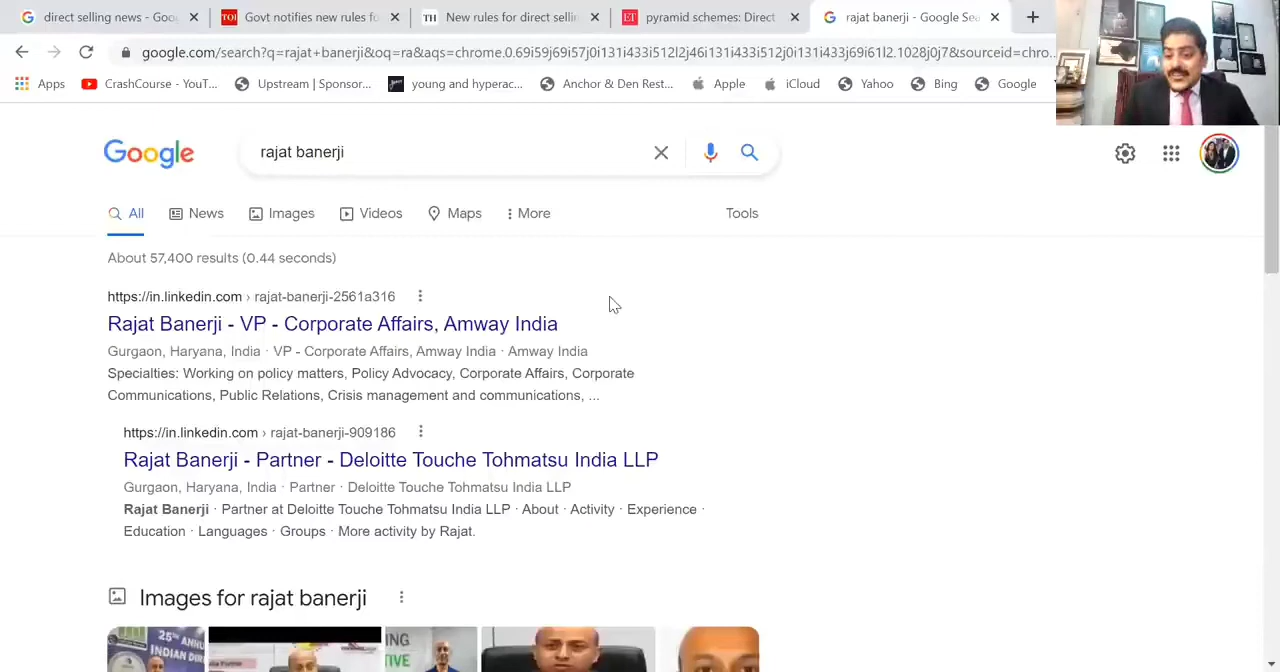 direct selling news - Goo
Govt notifies new rules fo
New rules for direct sellin
pyramid schemes: Direct
rajat banerji - Google Sea
google.com/search?q=rajat+banerji&oq=ra&aqs=chrome.0.69i59j69i57j0i131i433i512l2j46i131i433i512j0i131i433j69i61l2.1028j0j7&sourceid=chro...
Apps
CrashCourse - YouT...
Upstream | Sponsor...
young and hyperac...
Anchor & Den Rest...
Apple
iCloud
Yahoo
Bing
Google
Google
rajat banerji
All
News
Images
Videos
Maps
More
Tools
About 57,400 results (0.44 seconds)
https://in.linkedin.com › rajat-banerji-2561a316
Rajat Banerji - VP - Corporate Affairs, Amway India
Gurgaon, Haryana, India · VP - Corporate Affairs, Amway India · Amway India
Specialties: Working on policy matters, Policy Advocacy, Corporate Affairs, Corporate
Communications, Public Relations, Crisis management and communications, ...
https://in.linkedin.com › rajat-banerji-909186
Rajat Banerji - Partner - Deloitte Touche Tohmatsu India LLP
Gurgaon, Haryana, India · Partner · Deloitte Touche Tohmatsu India LLP
Rajat Banerji · Partner at Deloitte Touche Tohmatsu India LLP · About · Activity · Experience ·
Education · Languages · Groups · More activity by Rajat.
Images for rajat banerji
25TH ANNU
INDIAN DIR